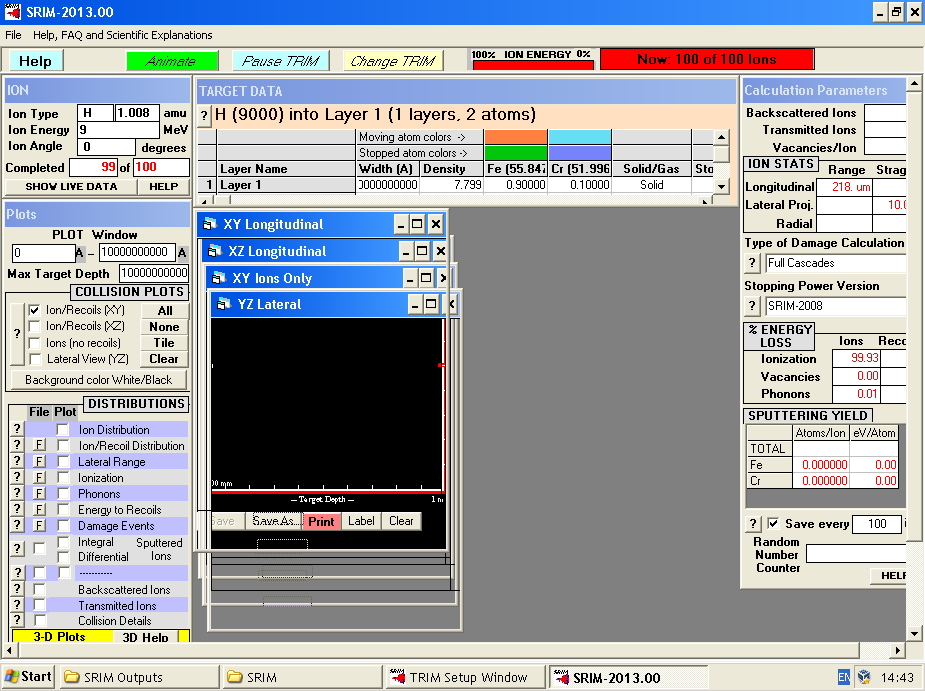 SRIM-2013.00
File Help, FAQ and Scientific Explanations
Help Animate Pause TRIM Change TRIM 100% ION ENERGY 0% Now: 100 of 100 Ions
ION
Ion Type H 1.008 amu
Ion Energy 9 MeV
Ion Angle 0 degrees
Completed 99 of 100
SHOW LIVE DATA HELP
TARGET DATA
? H (9000) into Layer 1 (1 layers, 2 atoms)
Moving atom colors ->
Stopped atom colors ->
Layer Name Width (A) Density Fe (55.847 Cr (51.996 Solid/Gas Sto
1 Layer 1 0000000000 7.799 0.90000 0.10000 Solid
Calculation Parameters
Backscattered Ions
Transmitted Ions
Vacancies/Ion
ION STATS Range Strag
Longitudinal 218. um
Lateral Proj. 10.0
Radial
Type of Damage Calculation
? Full Cascades
Stopping Power Version
? SRIM-2008
% ENERGY LOSS Ions Reco
Ionization 99.93
Vacancies 0.00
Phonons 0.01
SPUTTERING YIELD
Atoms/Ion eV/Atom
TOTAL
Fe 0.000000 0.00
Cr 0.000000 0.00
? Save every 100
Random
Number
Counter
HELP
Plots
PLOT Window
0 A - 10000000000 A
Max Target Depth 1000000000
COLLISION PLOTS
Ion/Recoils (XY) All
Ion/Recoils (XZ) None
? Ions (no recoils) Tile
Lateral View (YZ) Clear
Background color White/Black
DISTRIBUTIONS
File Plot
? Ion Distribution
? F Ion/Recoil Distribution
? F Lateral Range
? F Ionization
? F Phonons
? F Energy to Recoils
? F Damage Events
? Integral Sputtered
Differential Ions
? ----------
? Backscattered Ions
? Transmitted Ions
? Collision Details
3-D Plots 3D Help
XY Longitudinal
XZ Longitudinal
XY Ions Only
YZ Lateral
00 mm
-- Target Depth -- 1 m
Save Save As... Print Label Clear
Start SRIM Outputs SRIM TRIM Setup Window SRIM-2013.00 EN 14:43